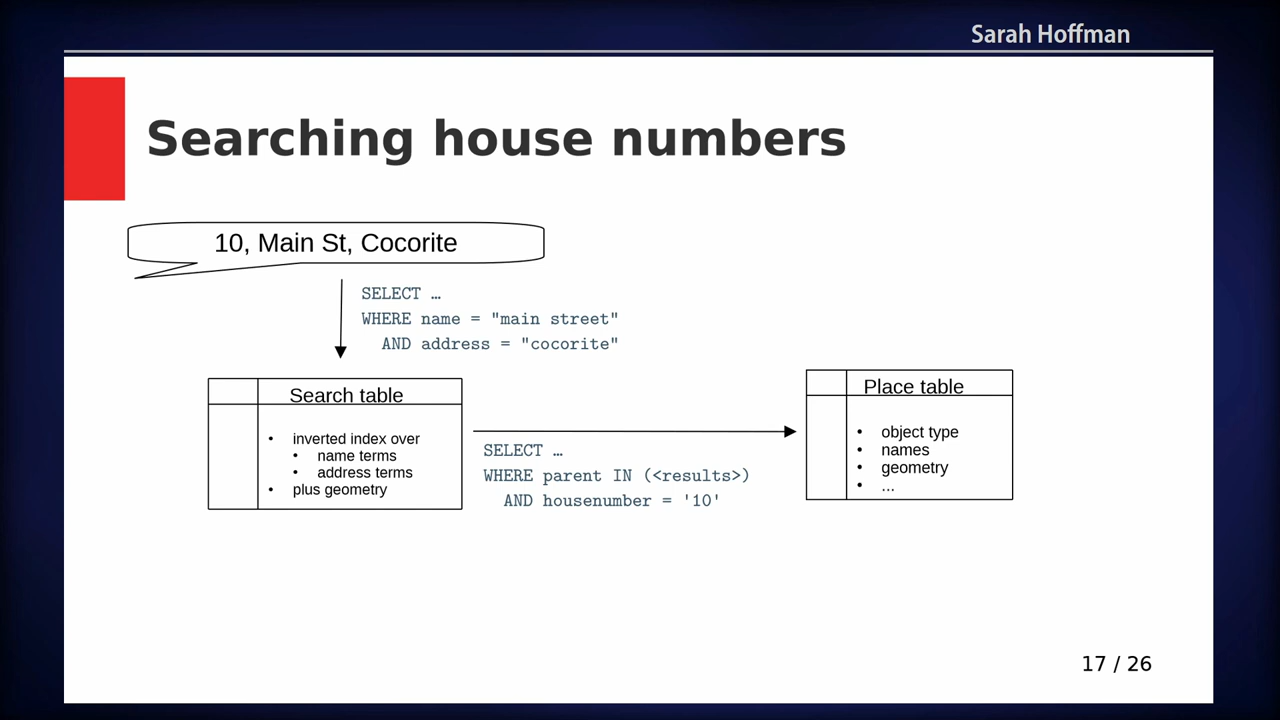 Sarah Hoffman
Searching house numbers
10, Main St, Cocorite
SELECT …
WHERE name = "main street"
AND address = "cocorite"
Search table
• inverted index over
• name terms
• address terms
• plus geometry
SELECT …
WHERE parent IN (<results>)
AND housenumber = '10'
Place table
• object type
• names
• geometry
• ...
17 / 26